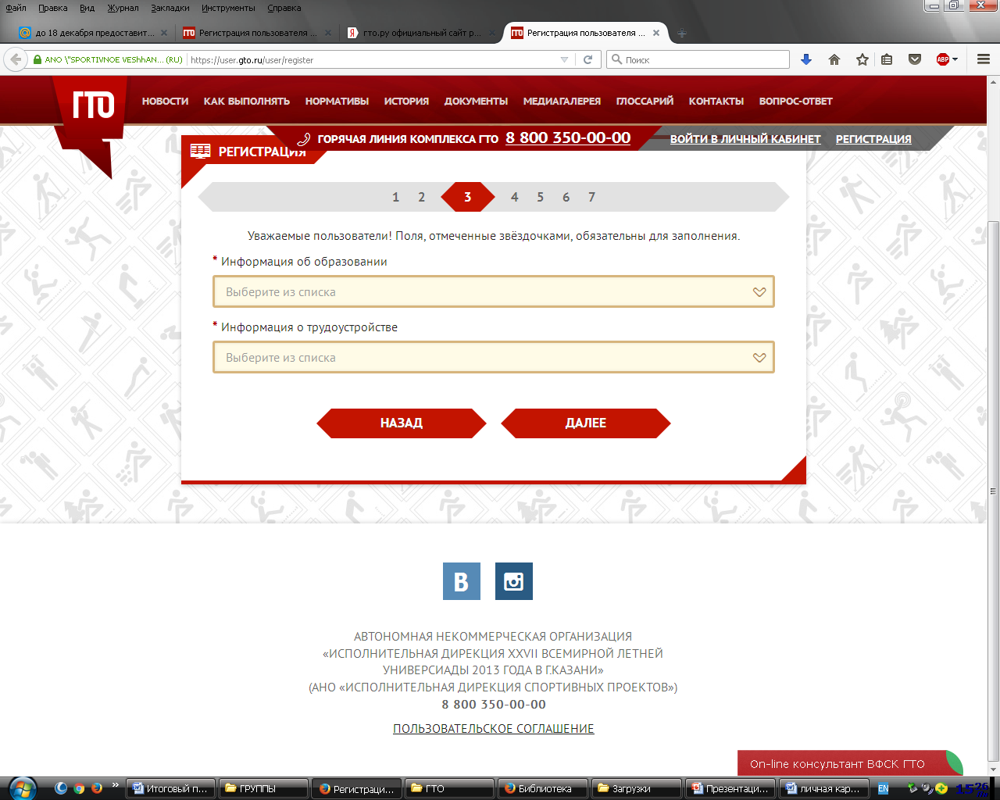 Файл Правка Вид Журнал Закладки Инструменты Справка
до 18 декабря предоставит... Регистрация пользователя ... гто.ру официальный сайт р... Регистрация пользователя ...
ANO \"SPORTIVNOE VEShhAN... (RU) https://user.gto.ru/user/register Поиск ABP
ГТО НОВОСТИ КАК ВЫПОЛНЯТЬ НОРМАТИВЫ ИСТОРИЯ ДОКУМЕНТЫ МЕДИАГАЛЕРЕЯ ГЛОССАРИЙ КОНТАКТЫ ВОПРОС-ОТВЕТ
ГОРЯЧАЯ ЛИНИЯ КОМПЛЕКСА ГТО 8 800 350-00-00 ВОЙТИ В ЛИЧНЫЙ КАБИНЕТ РЕГИСТРАЦИЯ
РЕГИСТРАЦИЯ
1 2 3 4 5 6 7
Уважаемые пользователи! Поля, отмеченные звёздочками, обязательны для заполнения.
* Информация об образовании
Выберите из списка
* Информация о трудоустройстве
Выберите из списка
НАЗАД ДАЛЕЕ
В
АВТОНОМНАЯ НЕКОММЕРЧЕСКАЯ ОРГАНИЗАЦИЯ
«ИСПОЛНИТЕЛЬНАЯ ДИРЕКЦИЯ XXVII ВСЕМИРНОЙ ЛЕТНЕЙ
УНИВЕРСИАДЫ 2013 ГОДА В Г.КАЗАНИ»
(АНО «ИСПОЛНИТЕЛЬНАЯ ДИРЕКЦИЯ СПОРТИВНЫХ ПРОЕКТОВ»)
8 800 350-00-00
ПОЛЬЗОВАТЕЛЬСКОЕ СОГЛАШЕНИЕ
On-line консультант ВФСК ГТО
» Итоговый п... ГРУППЫ Регистраци... ГТО Библиотека Загрузки Презентаци... личная кар... EN 15 26